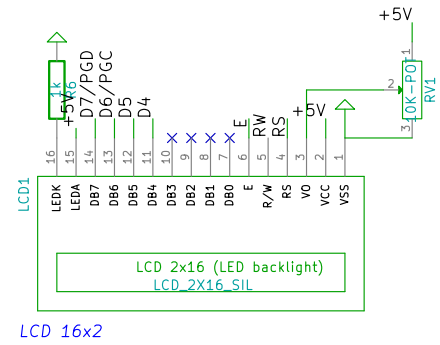 +5V
1
2
3
10K-POT
RV1
1k
R6
+5V
D7/PGD
D6/PGC
D5
D4
E
RW
RS
+5V
16
15
14
13
12
11
10
9
8
7
6
5
4
3
2
1
LCD1
LEDK
LEDA
DB7
DB6
DB5
DB4
DB3
DB2
DB1
DB0
E
R/W
RS
VO
VCC
VSS
LCD 2x16 (LED backlight)
LCD_2X16_SIL
LCD 16x2